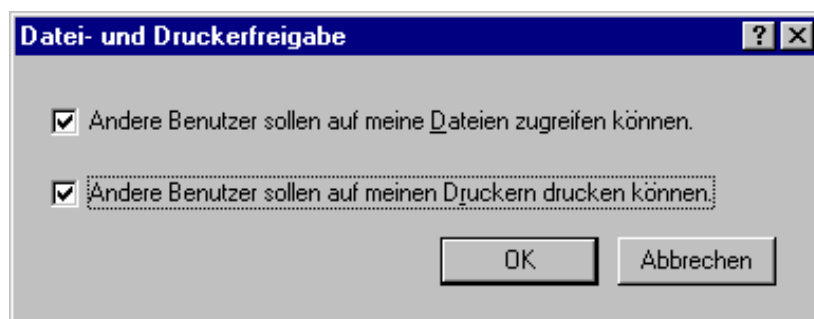 Datei- und Druckerfreigabe
Andere Benutzer sollen auf meine Dateien zugreifen können.
Andere Benutzer sollen auf meinen Druckern drucken können.
OK Abbrechen